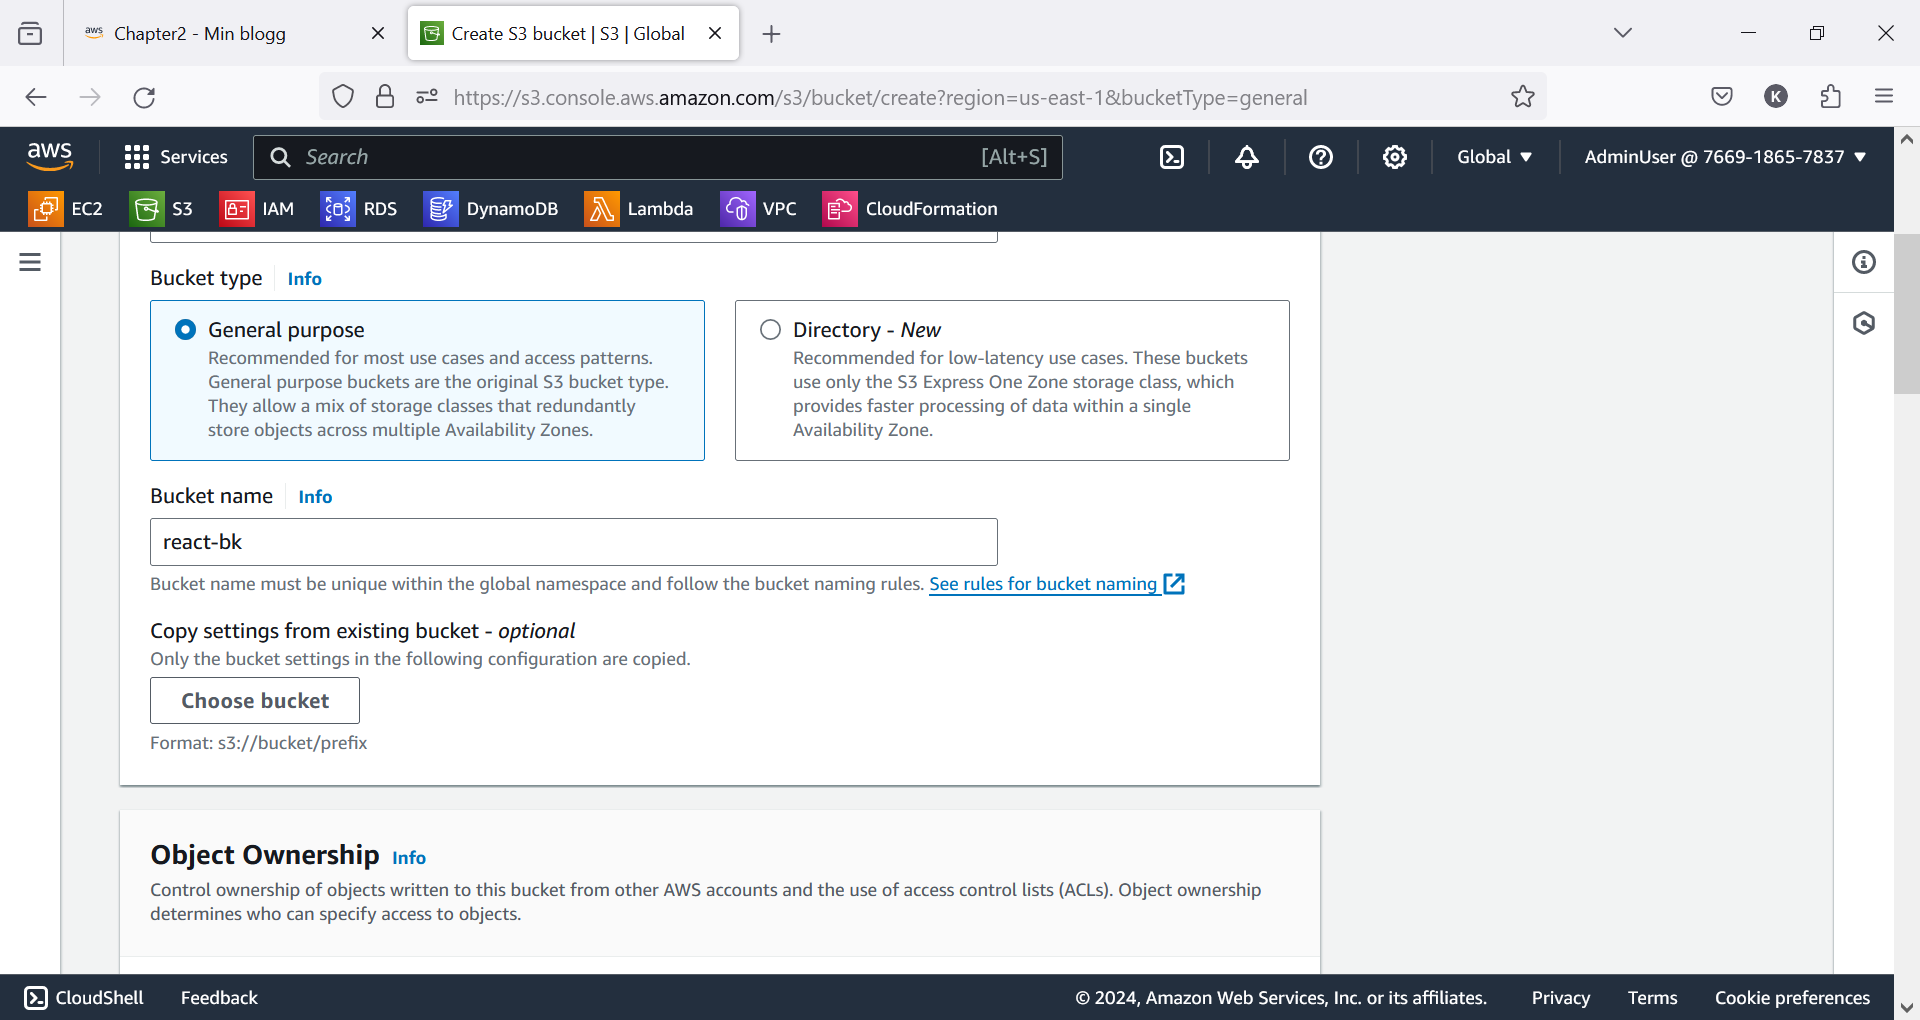 Chapter2 - Min blogg
Create S3 bucket | S3 | Global
https://s3.console.aws.amazon.com/s3/bucket/create?region=us-east-1&bucketType=general
K
aws
Services
Search
[Alt+S]
Global
AdminUser @ 7669-1865-7837
EC2
S3
IAM
RDS
DynamoDB
Lambda
VPC
CloudFormation
Bucket type
Info
General purpose
Recommended for most use cases and access patterns.
General purpose buckets are the original S3 bucket type.
They allow a mix of storage classes that redundantly
store objects across multiple Availability Zones.
Directory - New
Recommended for low-latency use cases. These buckets
use only the S3 Express One Zone storage class, which
provides faster processing of data within a single
Availability Zone.
Bucket name
Info
react-bk
Bucket name must be unique within the global namespace and follow the bucket naming rules. See rules for bucket naming
Copy settings from existing bucket - optional
Only the bucket settings in the following configuration are copied.
Choose bucket
Format: s3://bucket/prefix
Object Ownership Info
Control ownership of objects written to this bucket from other AWS accounts and the use of access control lists (ACLs). Object ownership
determines who can specify access to objects.
CloudShell
Feedback
© 2024, Amazon Web Services, Inc. or its affiliates.
Privacy
Terms
Cookie preferences